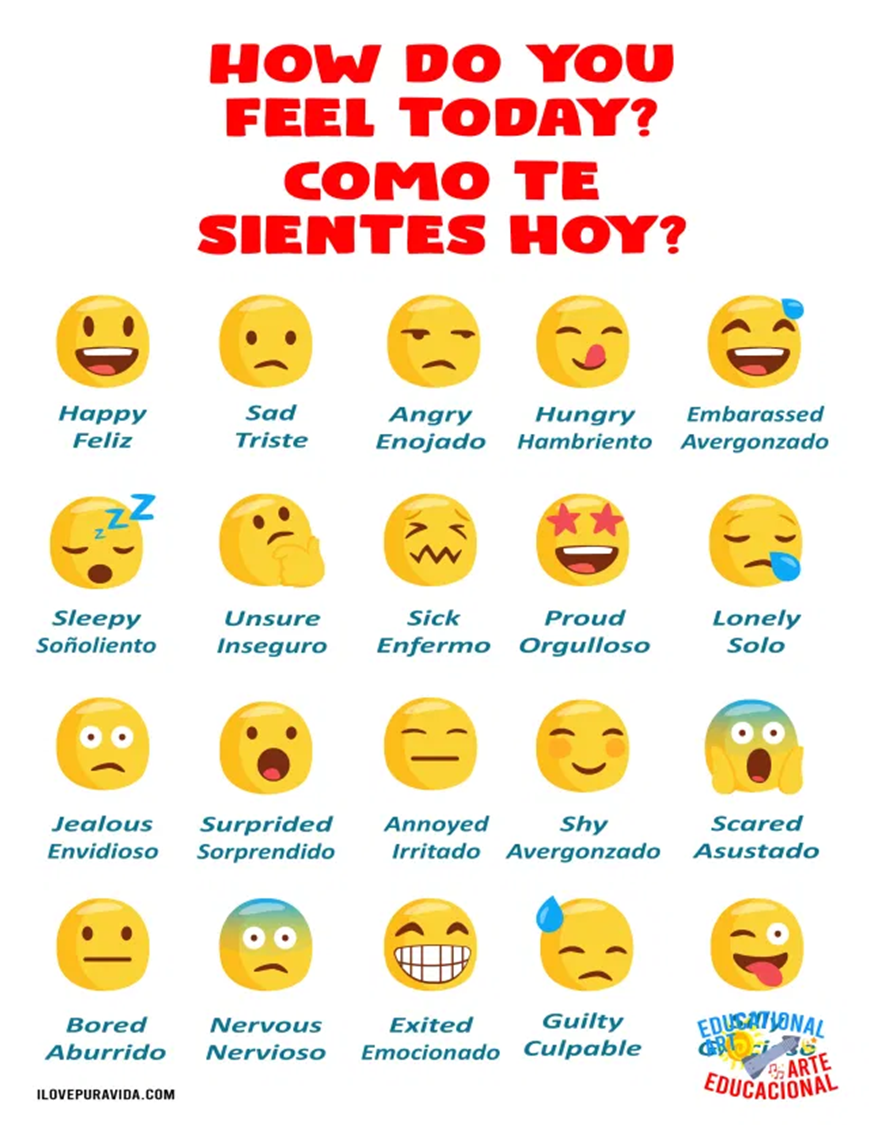 HOW DO YOU
FEEL TODAY?
COMO TE
SIENTES HOY?
Happy
Feliz
Sad
Triste
Angry
Enojado
Hungry
Hambriento
Embarassed
Avergonzado
Sleepy
Soñoliento
Unsure
Inseguro
Sick
Enfermo
Proud
Orgulloso
Lonely
Solo
Jealous
Envidioso
Surprided
Sorprendido
Annoyed
Irritado
Shy
Avergonzado
Scared
Asustado
Bored
Aburrido
Nervous
Nervioso
Exited
Emocionado
Guilty
Culpable
EDUCATIONAL
ART
ARTE
EDUCACIONAL
ILOVEPURAVIDA.COM